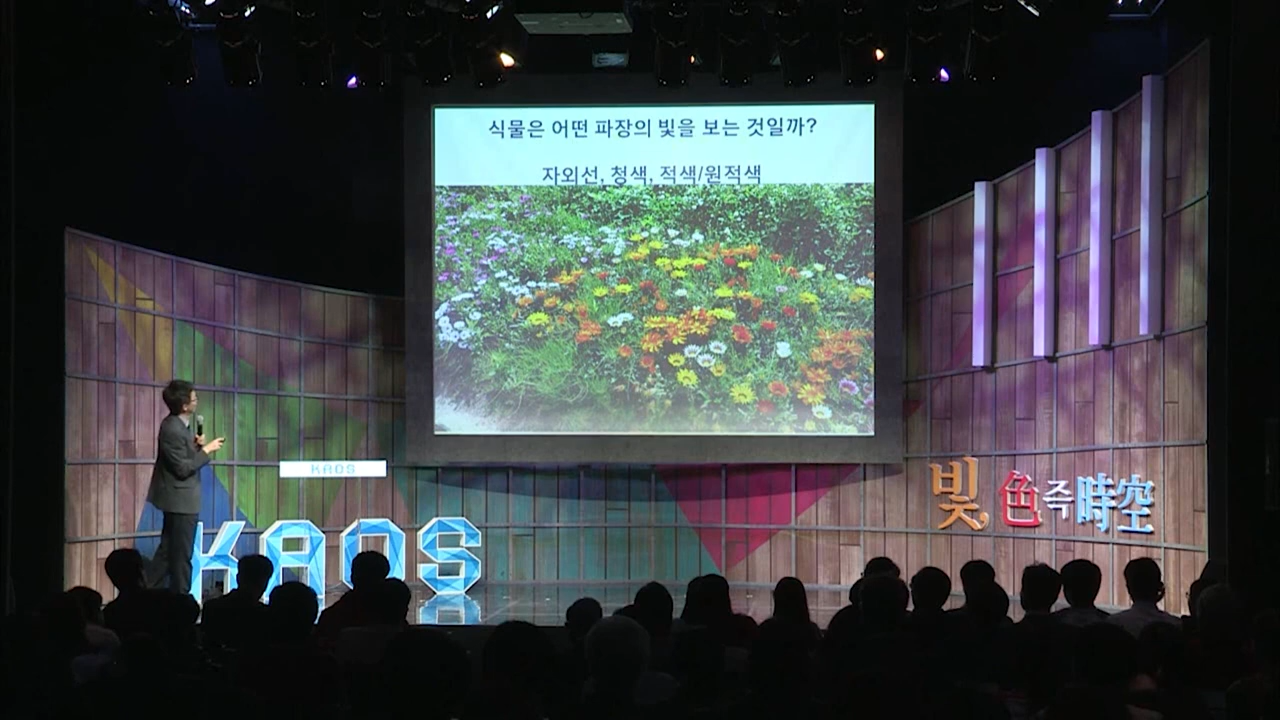 식물은 어떤 파장의 빛을 보는 것일까?
자외선, 청색, 적색/원적색
KAOS
KAOS
빛, 色즉時空